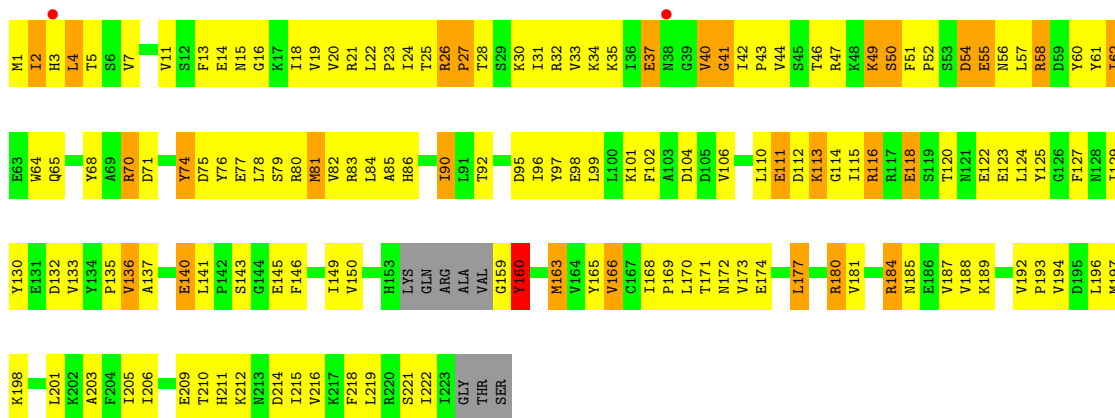 M1 I2 H3 L4 T5 S6 V7 V11 S12 F13 E14 N15 G16 K17 I18 V19 V20 R21 L22 P23 I24 T25 R26 P27 T28 S29 K30 I31 R32 V33 K34 K35 I36 E37 N38 G39 V40 G41 I42 P43 V44 S45 T46 R47 K48 K49 S50 F51 P52 S53 D54 E55 N56 L57 R58 D59 Y60 Y61 I62
E63 W64 Q65 Y68 A69 R70 D71 Y74 D75 Y76 E77 L78 S79 R80 M81 V82 R83 L84 A85 H86 I90 L91 T92 D95 I96 Y97 E98 L99 L100 K101 F102 A103 D104 D105 V106 L110 E111 D112 K113 G114 I115 R116 R117 E118 S119 T120 N121 E122 E123 L124 Y125 G126 F127 N128 I129
Y130 E131 D132 V133 Y134 P135 V136 A137 E140 L141 P142 S143 G144 E145 F146 I149 V150 H153 LYS GLN ARG ALA VAL G159 Y160 M163 V164 Y165 V166 C167 I168 P169 L170 T171 N172 V173 E174 L177 R180 V181 R184 N185 E186 V187 V188 K189 Y192 P193 V194 D195 L196 M197
K198 L201 K202 A203 F204 I205 I206 E209 T210 H211 K212 N213 D214 I215 V216 K217 F218 L219 R220 S221 I222 I223 GLY THR SER